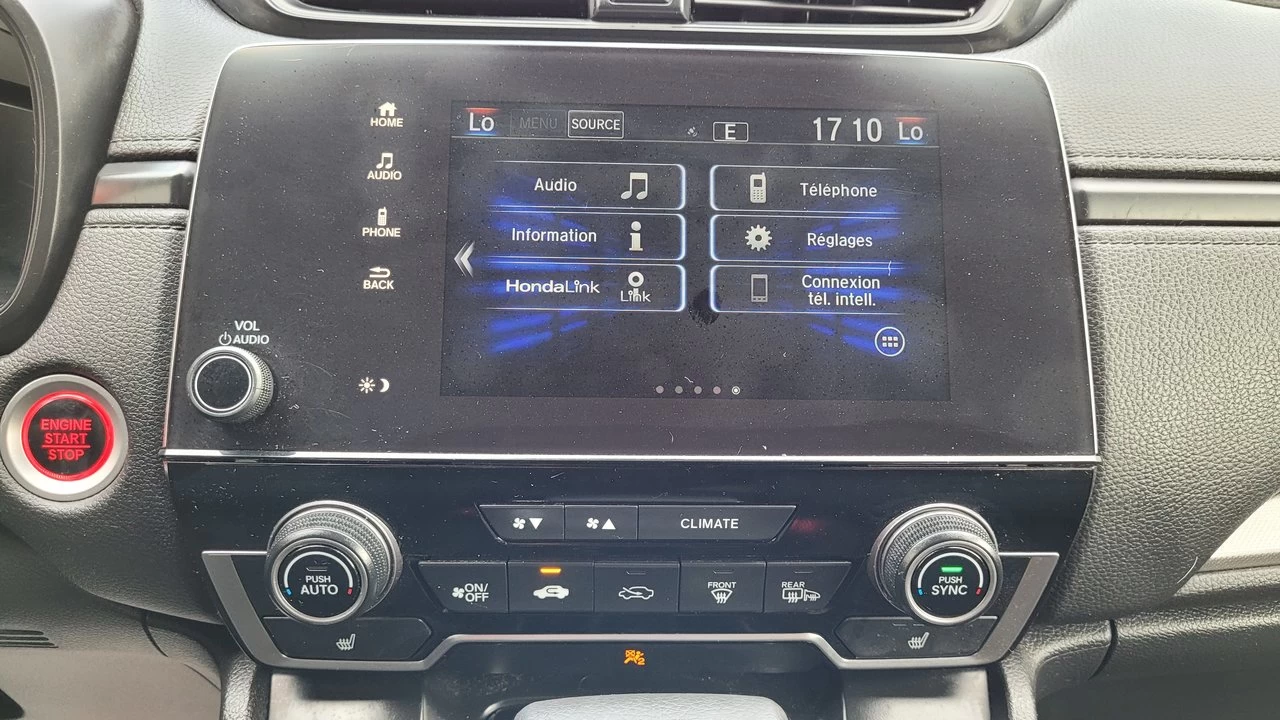 HOME
AUDIO
PHONE
BACK
VOL
AUDIO
Lo MENU SOURCE E 17 10 Lo
Audio
Téléphone
Information
Réglages
HondaLink
Link
Connexion
tél. intell.
ENGINE
START
STOP
CLIMATE
PUSH
AUTO
ON/
OFF
FRONT
REAR
PUSH
SYNC
2